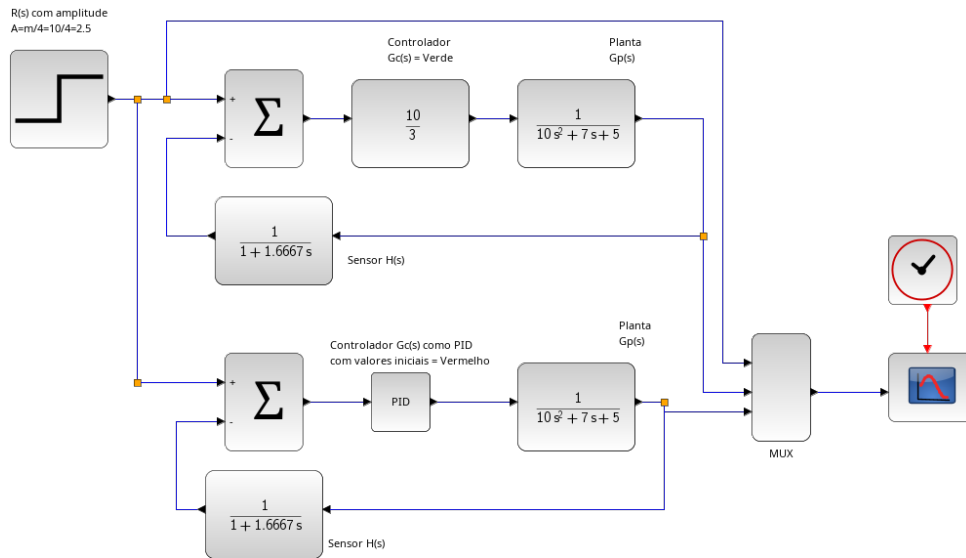 R(s) com amplitude
A=m/4=10/4=2.5
Controlador
Gc(s) = Verde
Planta
Gp(s)
+
-
Σ
10
3
1
10 s² + 7 s + 5
1
1 + 1.6667 s
Sensor H(s)
Controlador Gc(s) como PID
com valores iniciais = Vermelho
Planta
Gp(s)
+
-
Σ
PID
1
10 s² + 7 s + 5
MUX
1
1 + 1.6667 s
Sensor H(s)